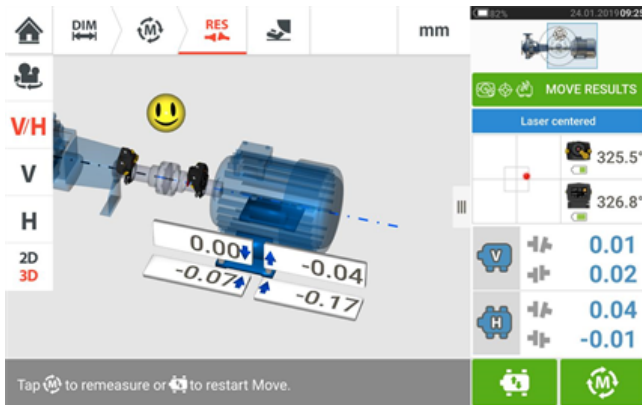 82%
24.01.2019 09:25
DIM
M
RES
mm
MOVE RESULTS
Laser centered
V/H
325.5°
V
326.8°
H
0.00
-0.04
V
0.01
2D
-0.07
-0.17
0.02
3D
H
0.04
-0.01
Tap M to remeasure or to restart Move.
M